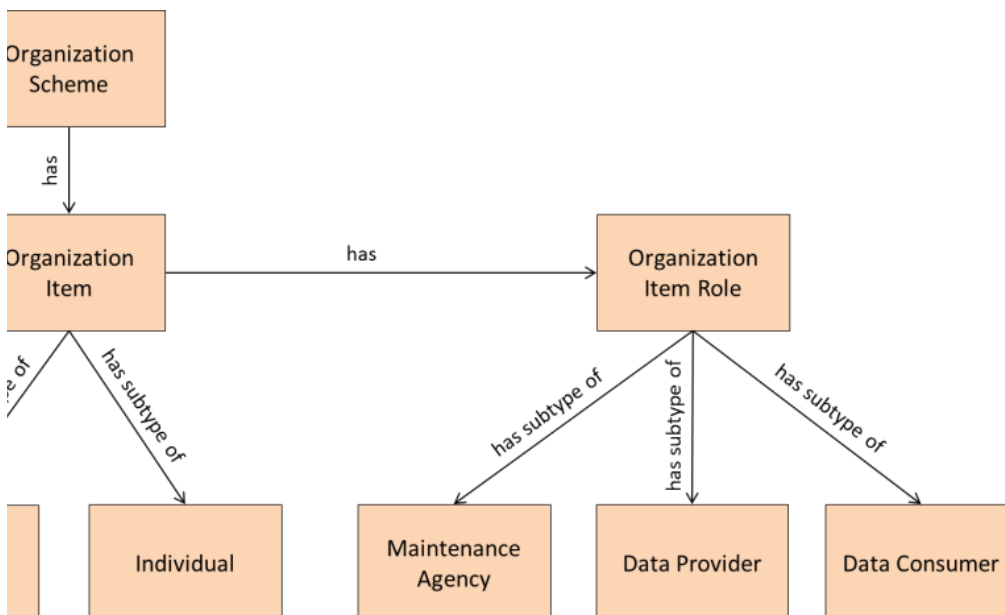 Organization
Scheme
has
Organization
Item
has
Organization
Item Role
has subtype of
has subtype of
has subtype of
has subtype of
Individual
Maintenance
Agency
Data Provider
Data Consumer